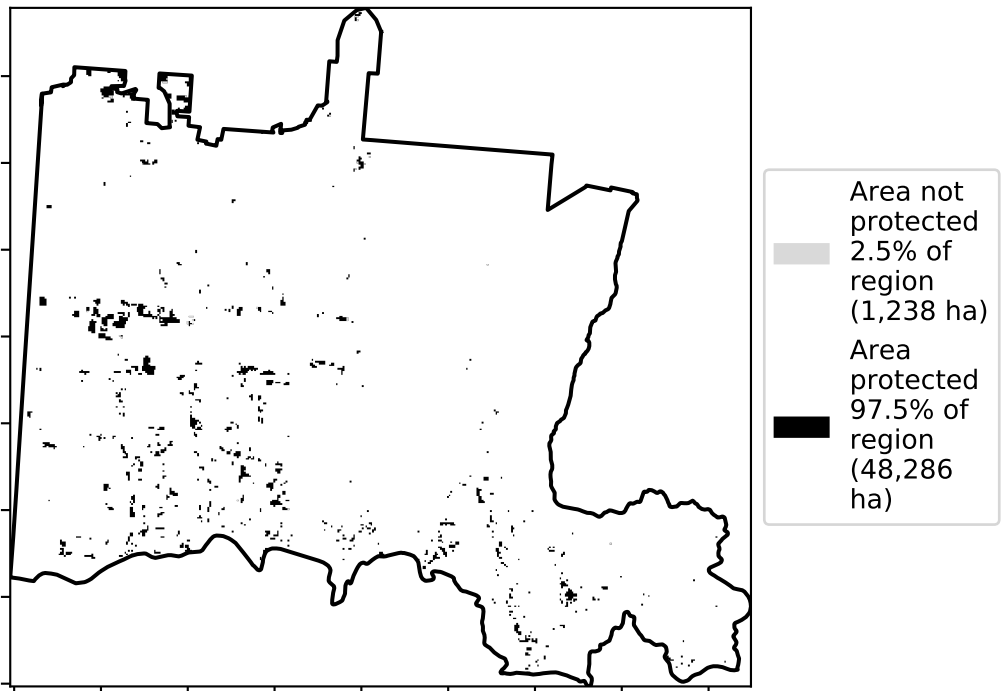 Area not
protected
2.5% of
region
(1,238 ha)
Area
protected
97.5% of
region
(48,286
ha)